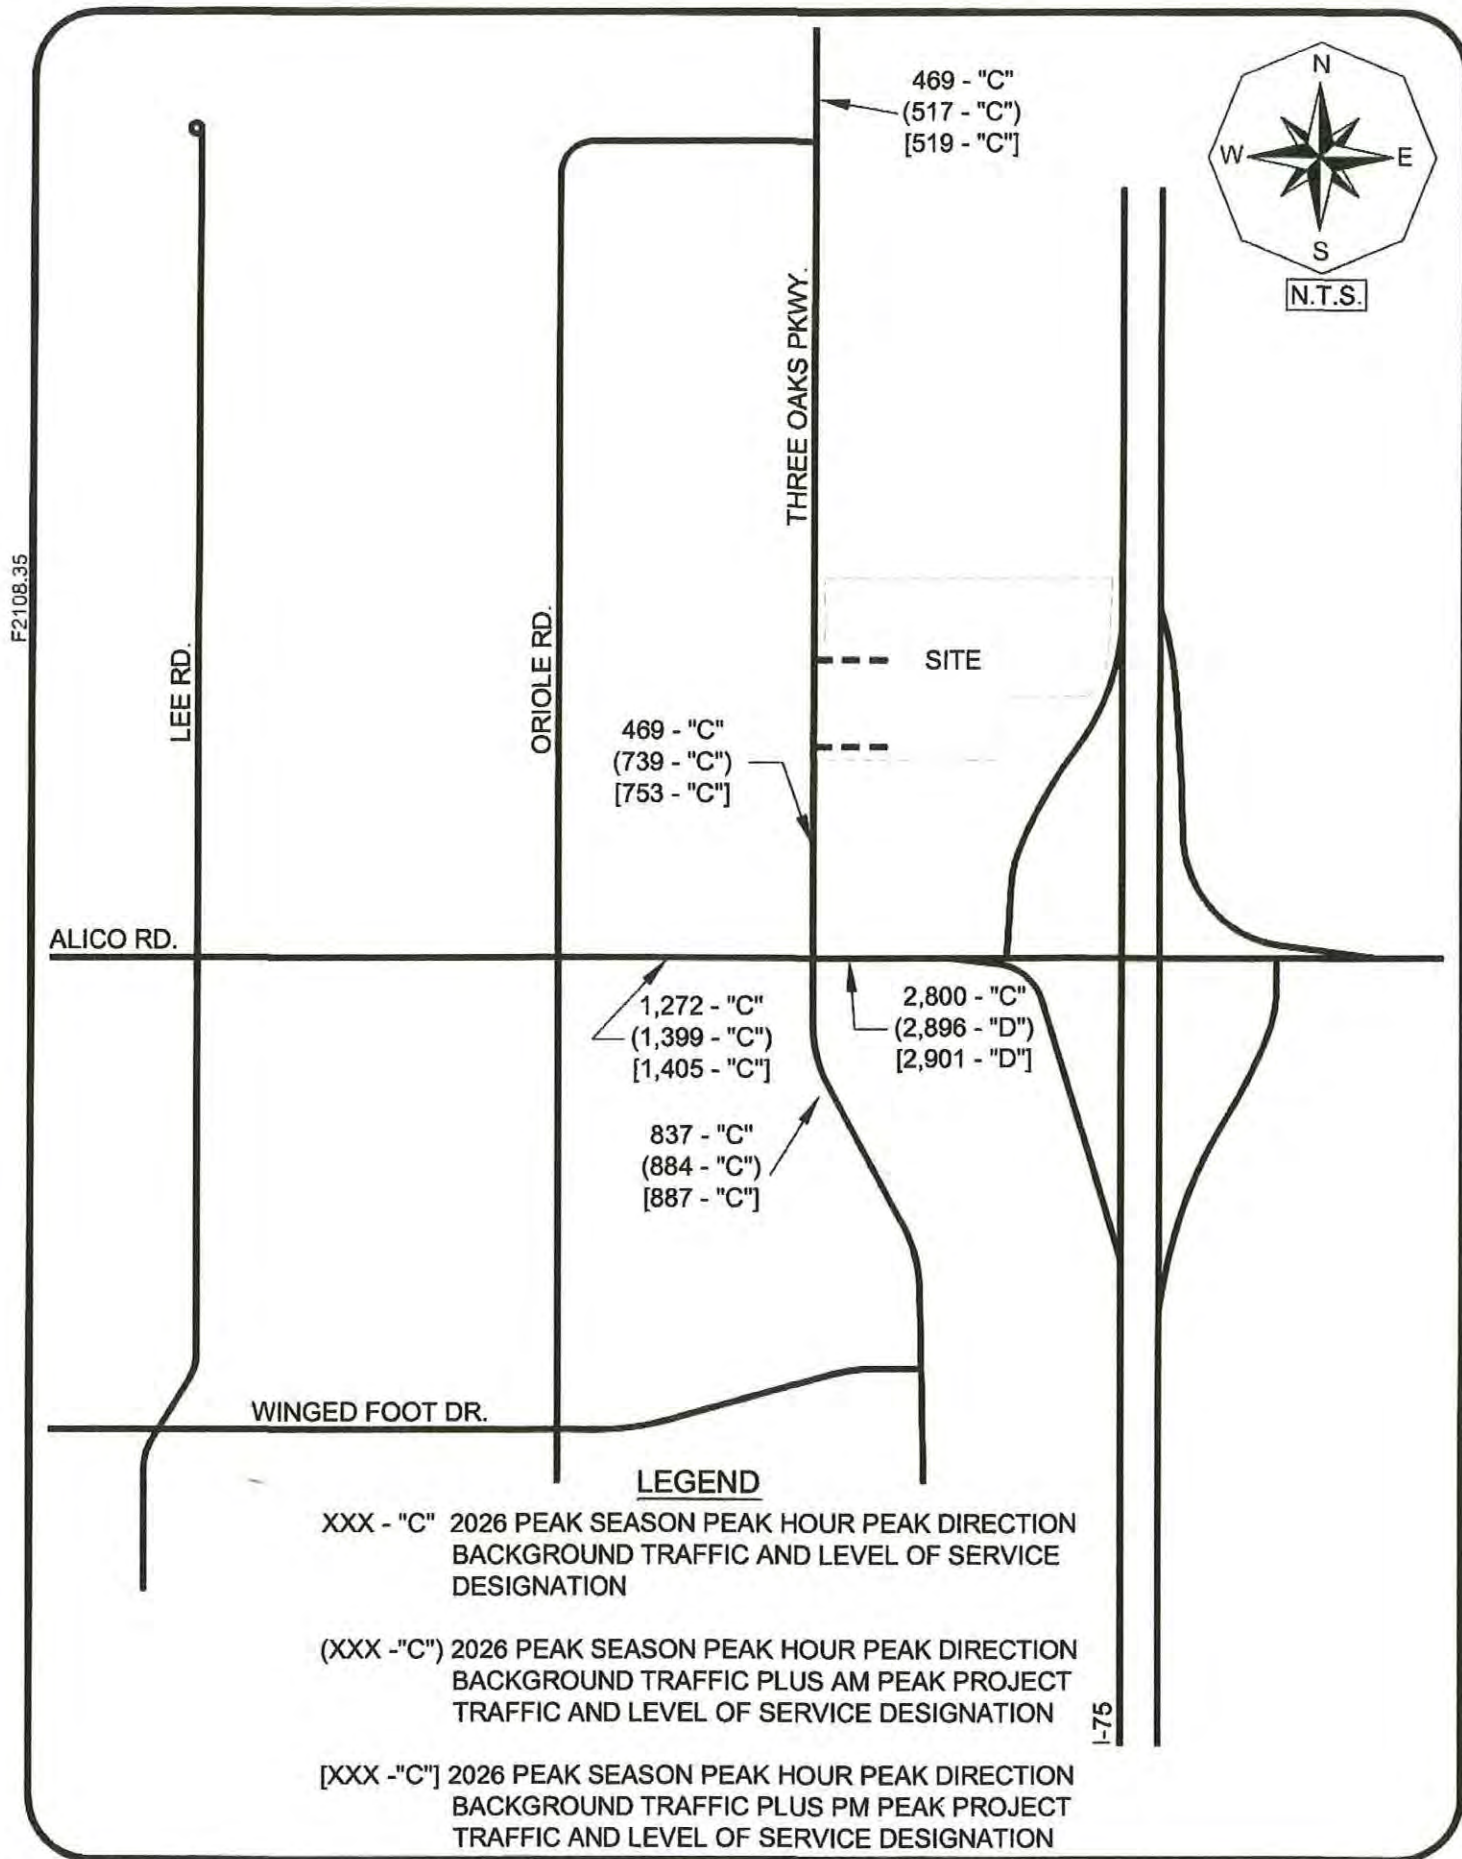 469 - "C"
(517 - "C")
[519 - "C"]
N
W
E
S
N.T.S.
THREE OAKS PKWY.
F2108.35
LEE RD.
ORIOLE RD.
SITE
469 - "C"
(739 - "C")
[753 - "C"]
ALICO RD.
1,272 - "C"
(1,399 - "C")
[1,405 - "C"]
2,800 - "C"
(2,896 - "D")
[2,901 - "D"]
837 - "C"
(884 - "C")
[887 - "C"]
WINGED FOOT DR.
LEGEND
XXX - "C" 2026 PEAK SEASON PEAK HOUR PEAK DIRECTION
BACKGROUND TRAFFIC AND LEVEL OF SERVICE
DESIGNATION
(XXX -"C") 2026 PEAK SEASON PEAK HOUR PEAK DIRECTION
BACKGROUND TRAFFIC PLUS AM PEAK PROJECT
TRAFFIC AND LEVEL OF SERVICE DESIGNATION
I-75
[XXX -"C"] 2026 PEAK SEASON PEAK HOUR PEAK DIRECTION
BACKGROUND TRAFFIC PLUS PM PEAK PROJECT
TRAFFIC AND LEVEL OF SERVICE DESIGNATION